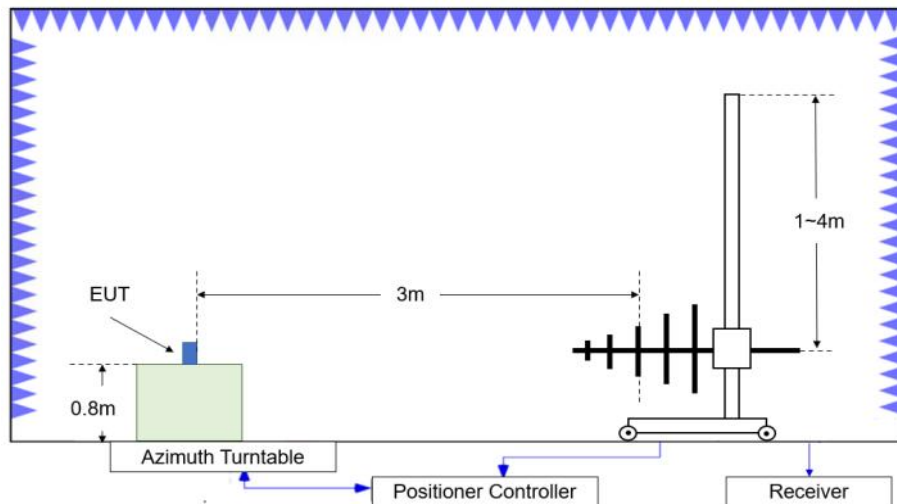 1~4m
3m
EUT
0.8m
Azimuth Turntable
Positioner Controller
Receiver